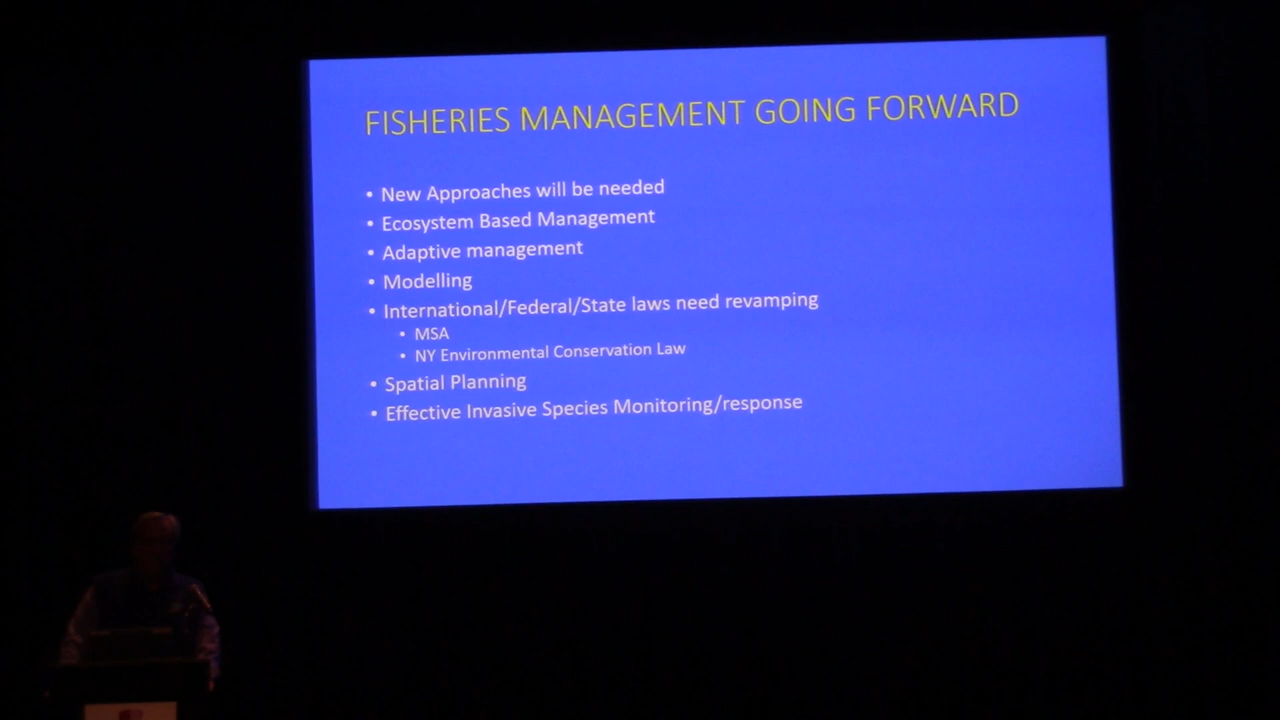 FISHERIES MANAGEMENT GOING FORWARD
• New Approaches will be needed
• Ecosystem Based Management
• Adaptive management
• Modelling
• International/Federal/State laws need revamping
• MSA
• NY Environmental Conservation Law
• Spatial Planning
• Effective Invasive Species Monitoring/response